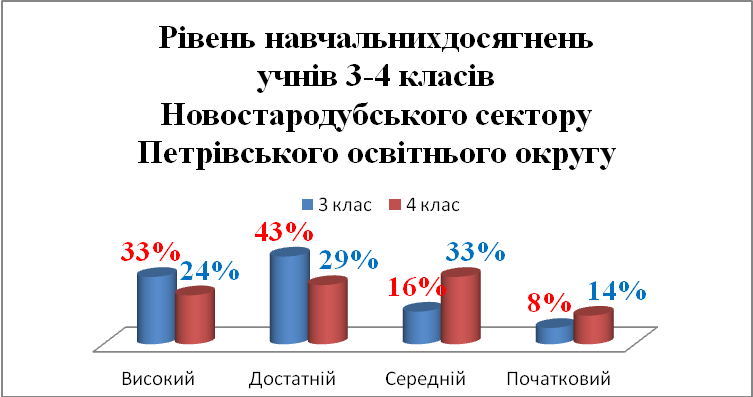 Рівень навчальнихдосягнень
учнів 3-4 класів
Новостародубського сектору
Петрівського освітнього округу
3 клас 4 клас
33% 24% 43% 29% 16% 33% 8% 14%
Високий Достатній Середній Початковий